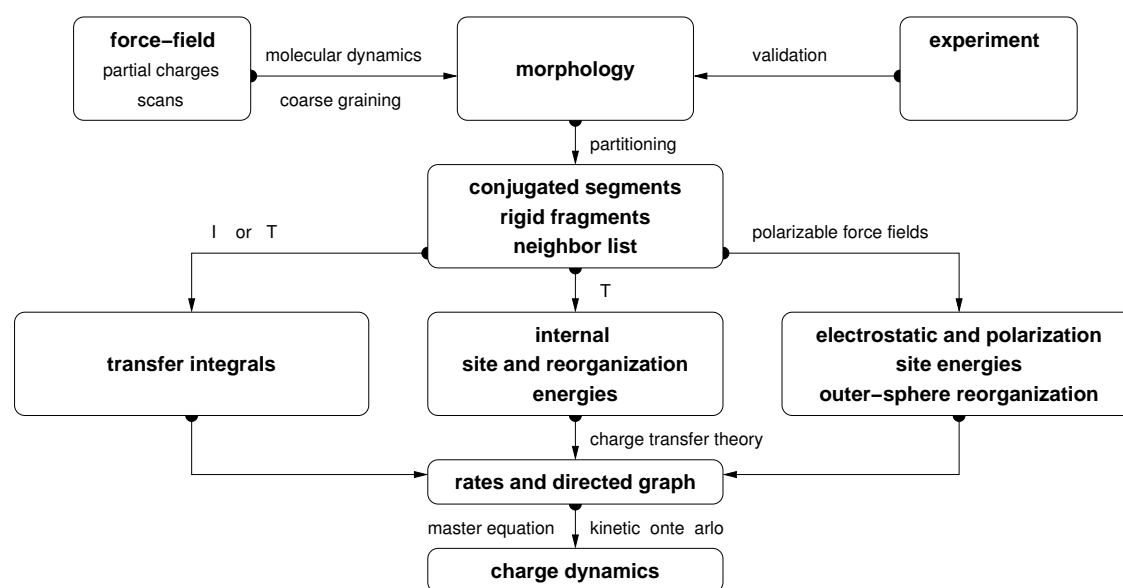 force−field
partial charges
scans
molecular dynamics
coarse graining
morphology
validation
experiment
partitioning
conjugated segments
rigid fragments
neighbor list
I or T
polarizable force fields
T
transfer integrals
internal
site and reorganization
energies
electrostatic and polarization
site energies
outer−sphere reorganization
charge transfer theory
rates and directed graph
master equation
kinetic onte arlo
charge dynamics